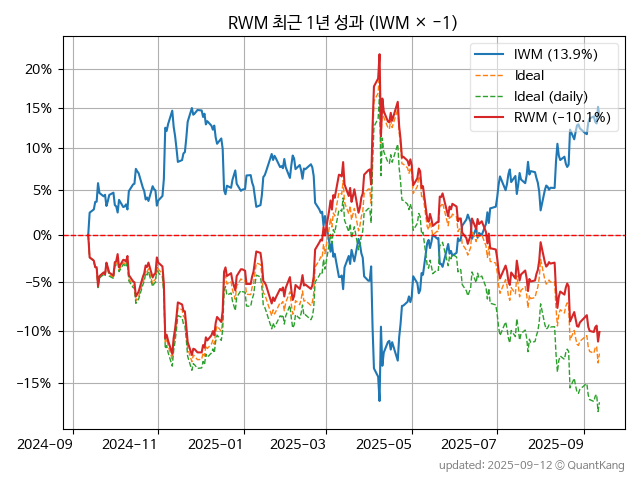 RWM 최근 1년 성과 (IWM × −1)
IWM (13.9%)
Ideal
Ideal (daily)
RWM (−10.1%)
20%
15%
10%
5%
0%
−5%
−10%
−15%
2024-09 2024-11 2025-01 2025-03 2025-05 2025-07 2025-09
updated: 2025-09-12 © QuantKang